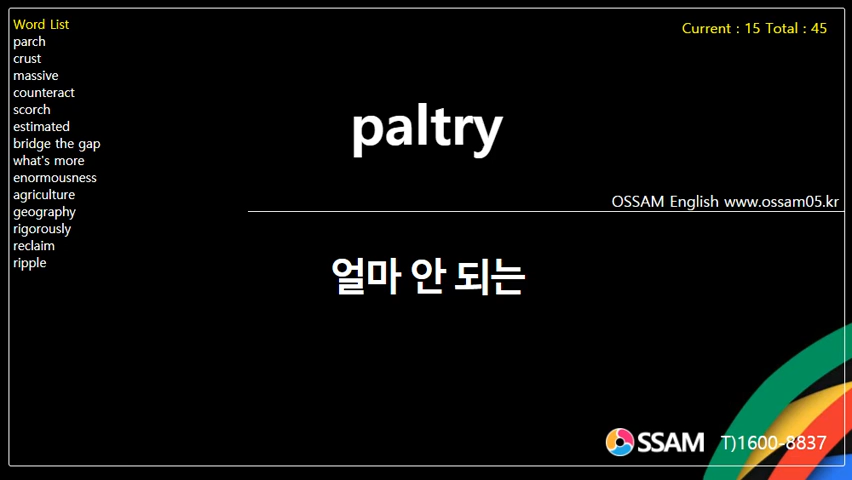 Word List
parch
crust
massive
counteract
scorch
estimated
bridge the gap
what's more
enormousness
agriculture
geography
rigorously
reclaim
ripple
Current : 15 Total : 45
paltry
OSSAM English www.ossam05.kr
얼마 안 되는
OSSAM T)1600-8837